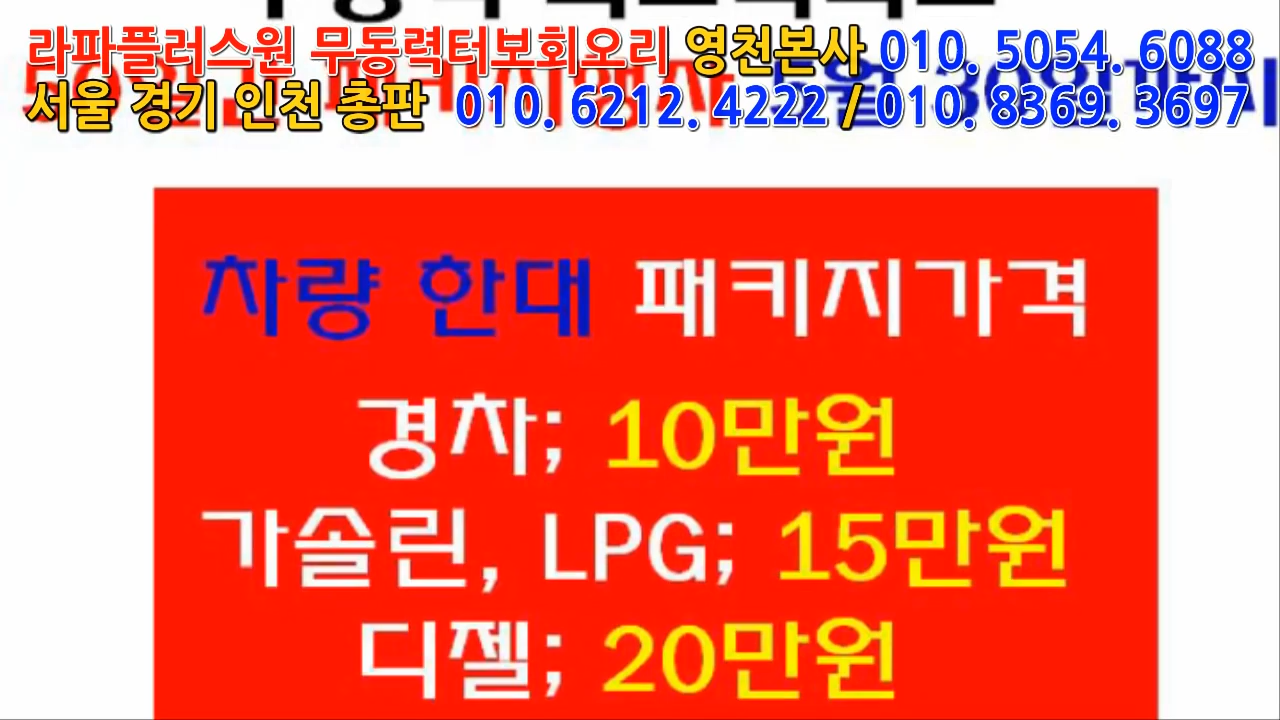 라파플러스원 무동력터보회오리 영천본사 010. 5054. 6088
서울 경기 인천 총판 010. 6212. 4222 / 010. 8369. 3697
차량 한대 패키지가격
경차; 10만원
가솔린, LPG; 15만원
디젤; 20만원